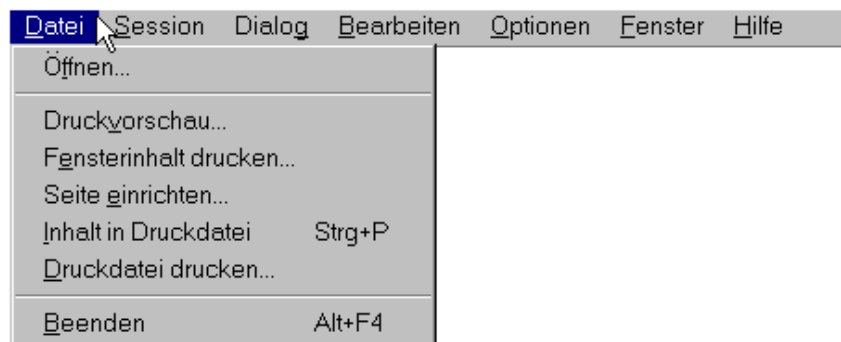 Datei Session Dialog Bearbeiten Optionen Fenster Hilfe
Öffnen...
Druckvorschau...
Fensterinhalt drucken...
Seite einrichten...
Inhalt in Druckdatei Strg+P
Druckdatei drucken...
Beenden Alt+F4